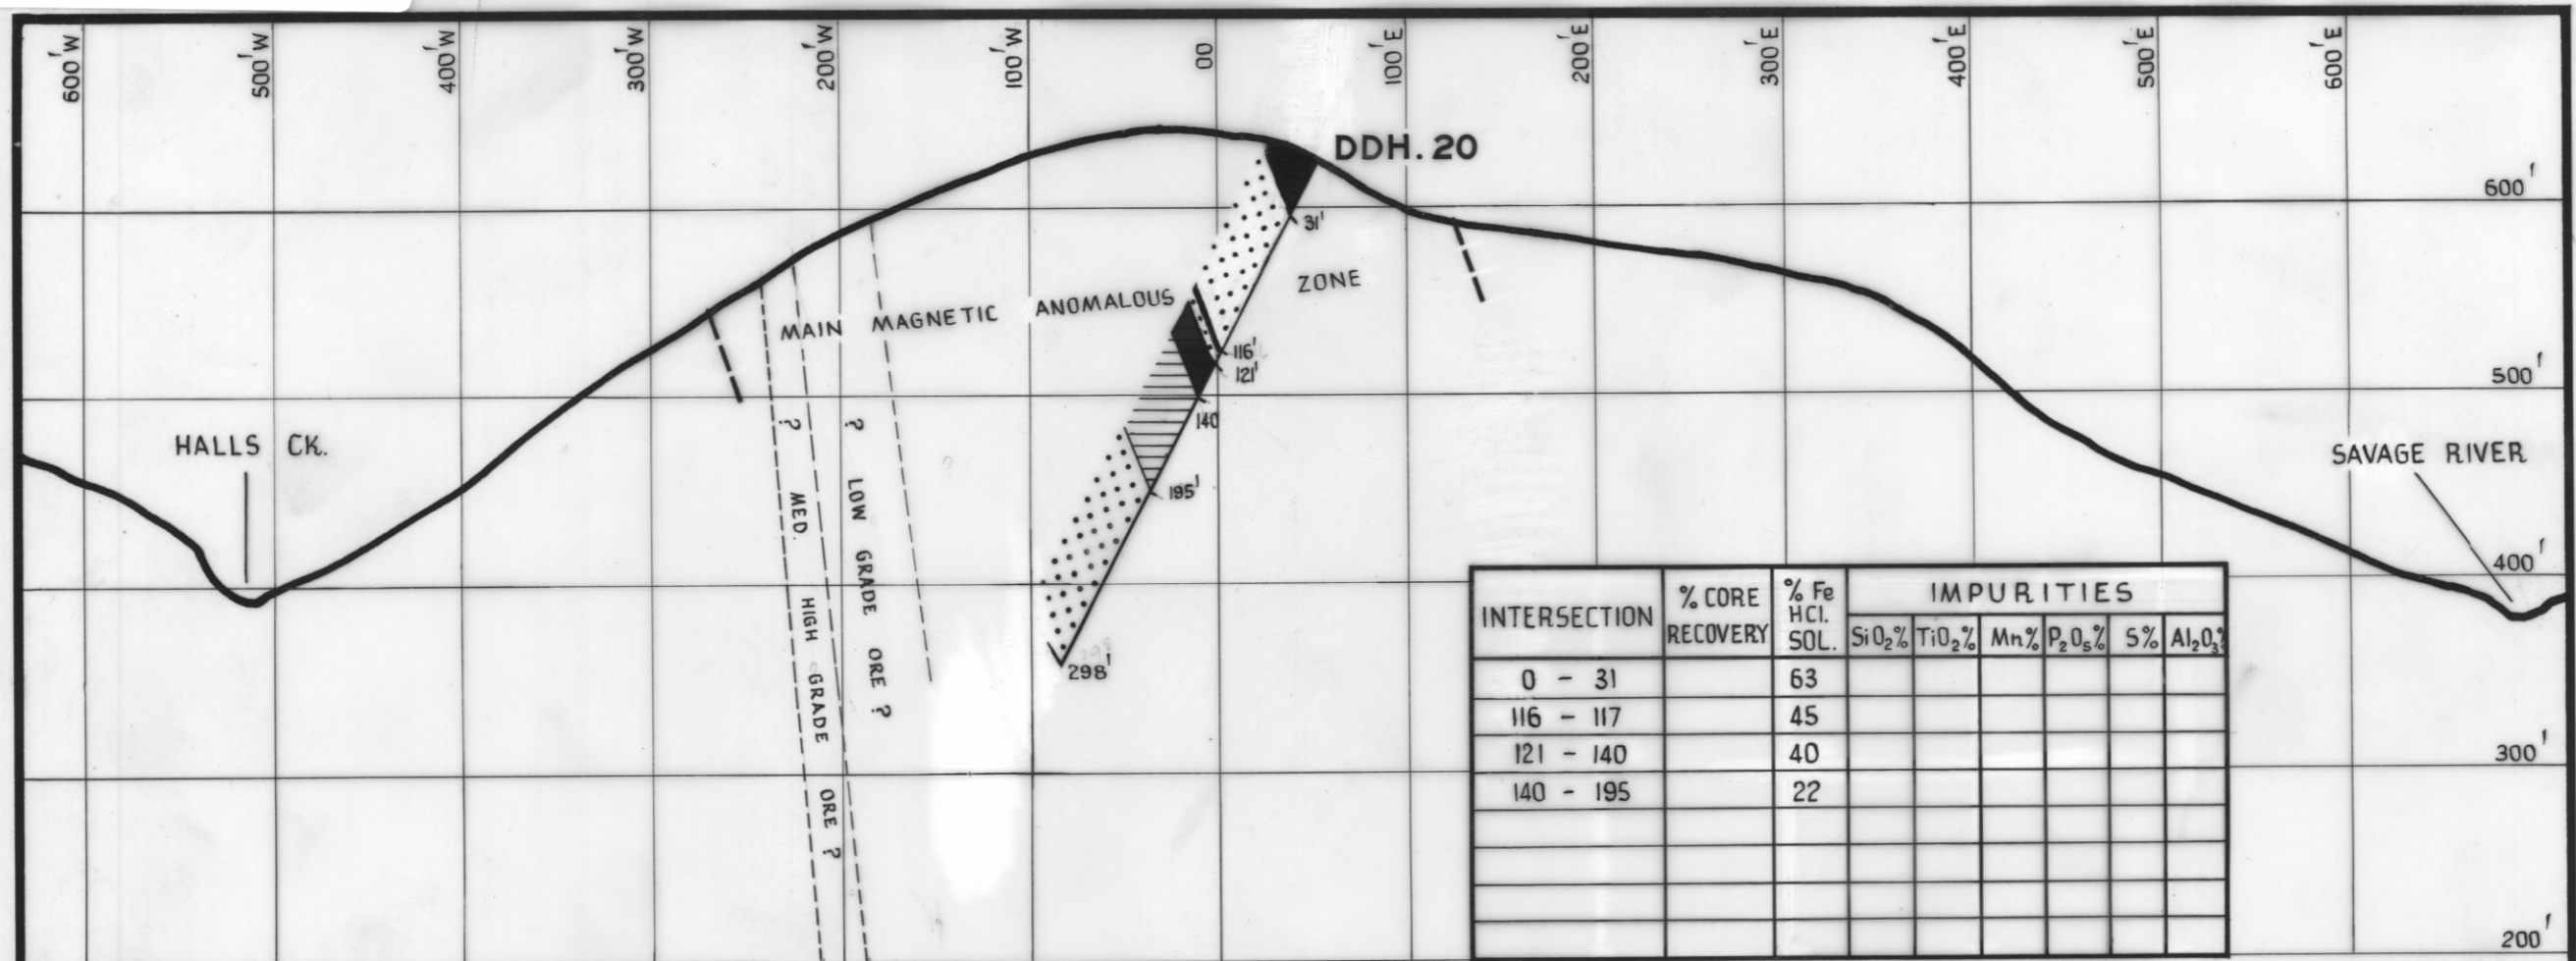 600'W 500'W 400'W 300'W 200'W 100'W 00 100'E 200'E 300'E 400'E 500'E 600'E
DDH. 20
600'
31'
ZONE
MAIN MAGNETIC ANOMALOUS
116'
121'
500'
140
HALLS CK.
SAVAGE RIVER
195'
? MED. HIGH GRADE ORE ?
? LOW GRADE ORE ?
400'
298'
298
INTERSECTION % CORE RECOVERY % Fe HCl. SOL. IMPURITIES
SiO₂% TiO₂% Mn% P₂O₅% S% Al₂O₃%
0 - 31 63
116 - 117 45
121 - 140 40
140 - 195 22
300'
200'